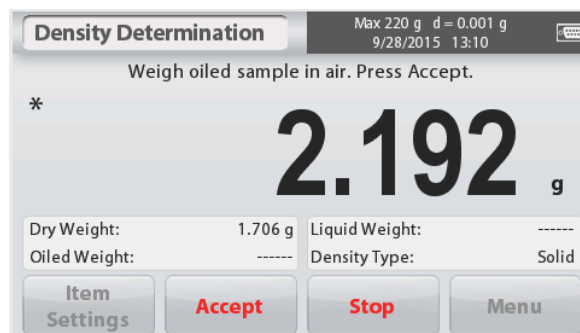 Density Determination
Max 220 g d = 0.001 g
9/28/2015 13:10
Weigh oiled sample in air. Press Accept.
*
2.192 g
Dry Weight: 1.706 g Liquid Weight: ------
Oiled Weight: ------ Density Type: Solid
Item Settings Accept Stop Menu